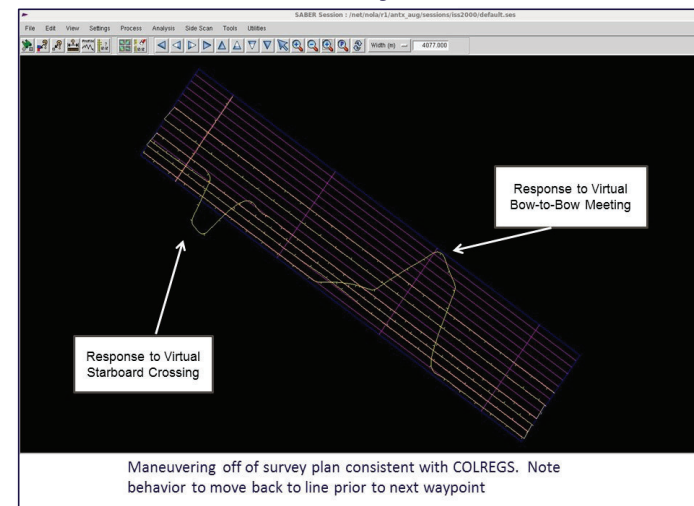 SABER Session : /net/nola/r1/antx_aug/sessions/iss2000/default.ses
File Edit View Settings Process Analysis Side Scan Tools Utilities
Width (m) 4077.000
Response to Virtual
Bow-to-Bow Meeting
Response to Virtual
Starboard Crossing
Maneuvering off of survey plan consistent with COLREGS. Note
behavior to move back to line prior to next waypoint